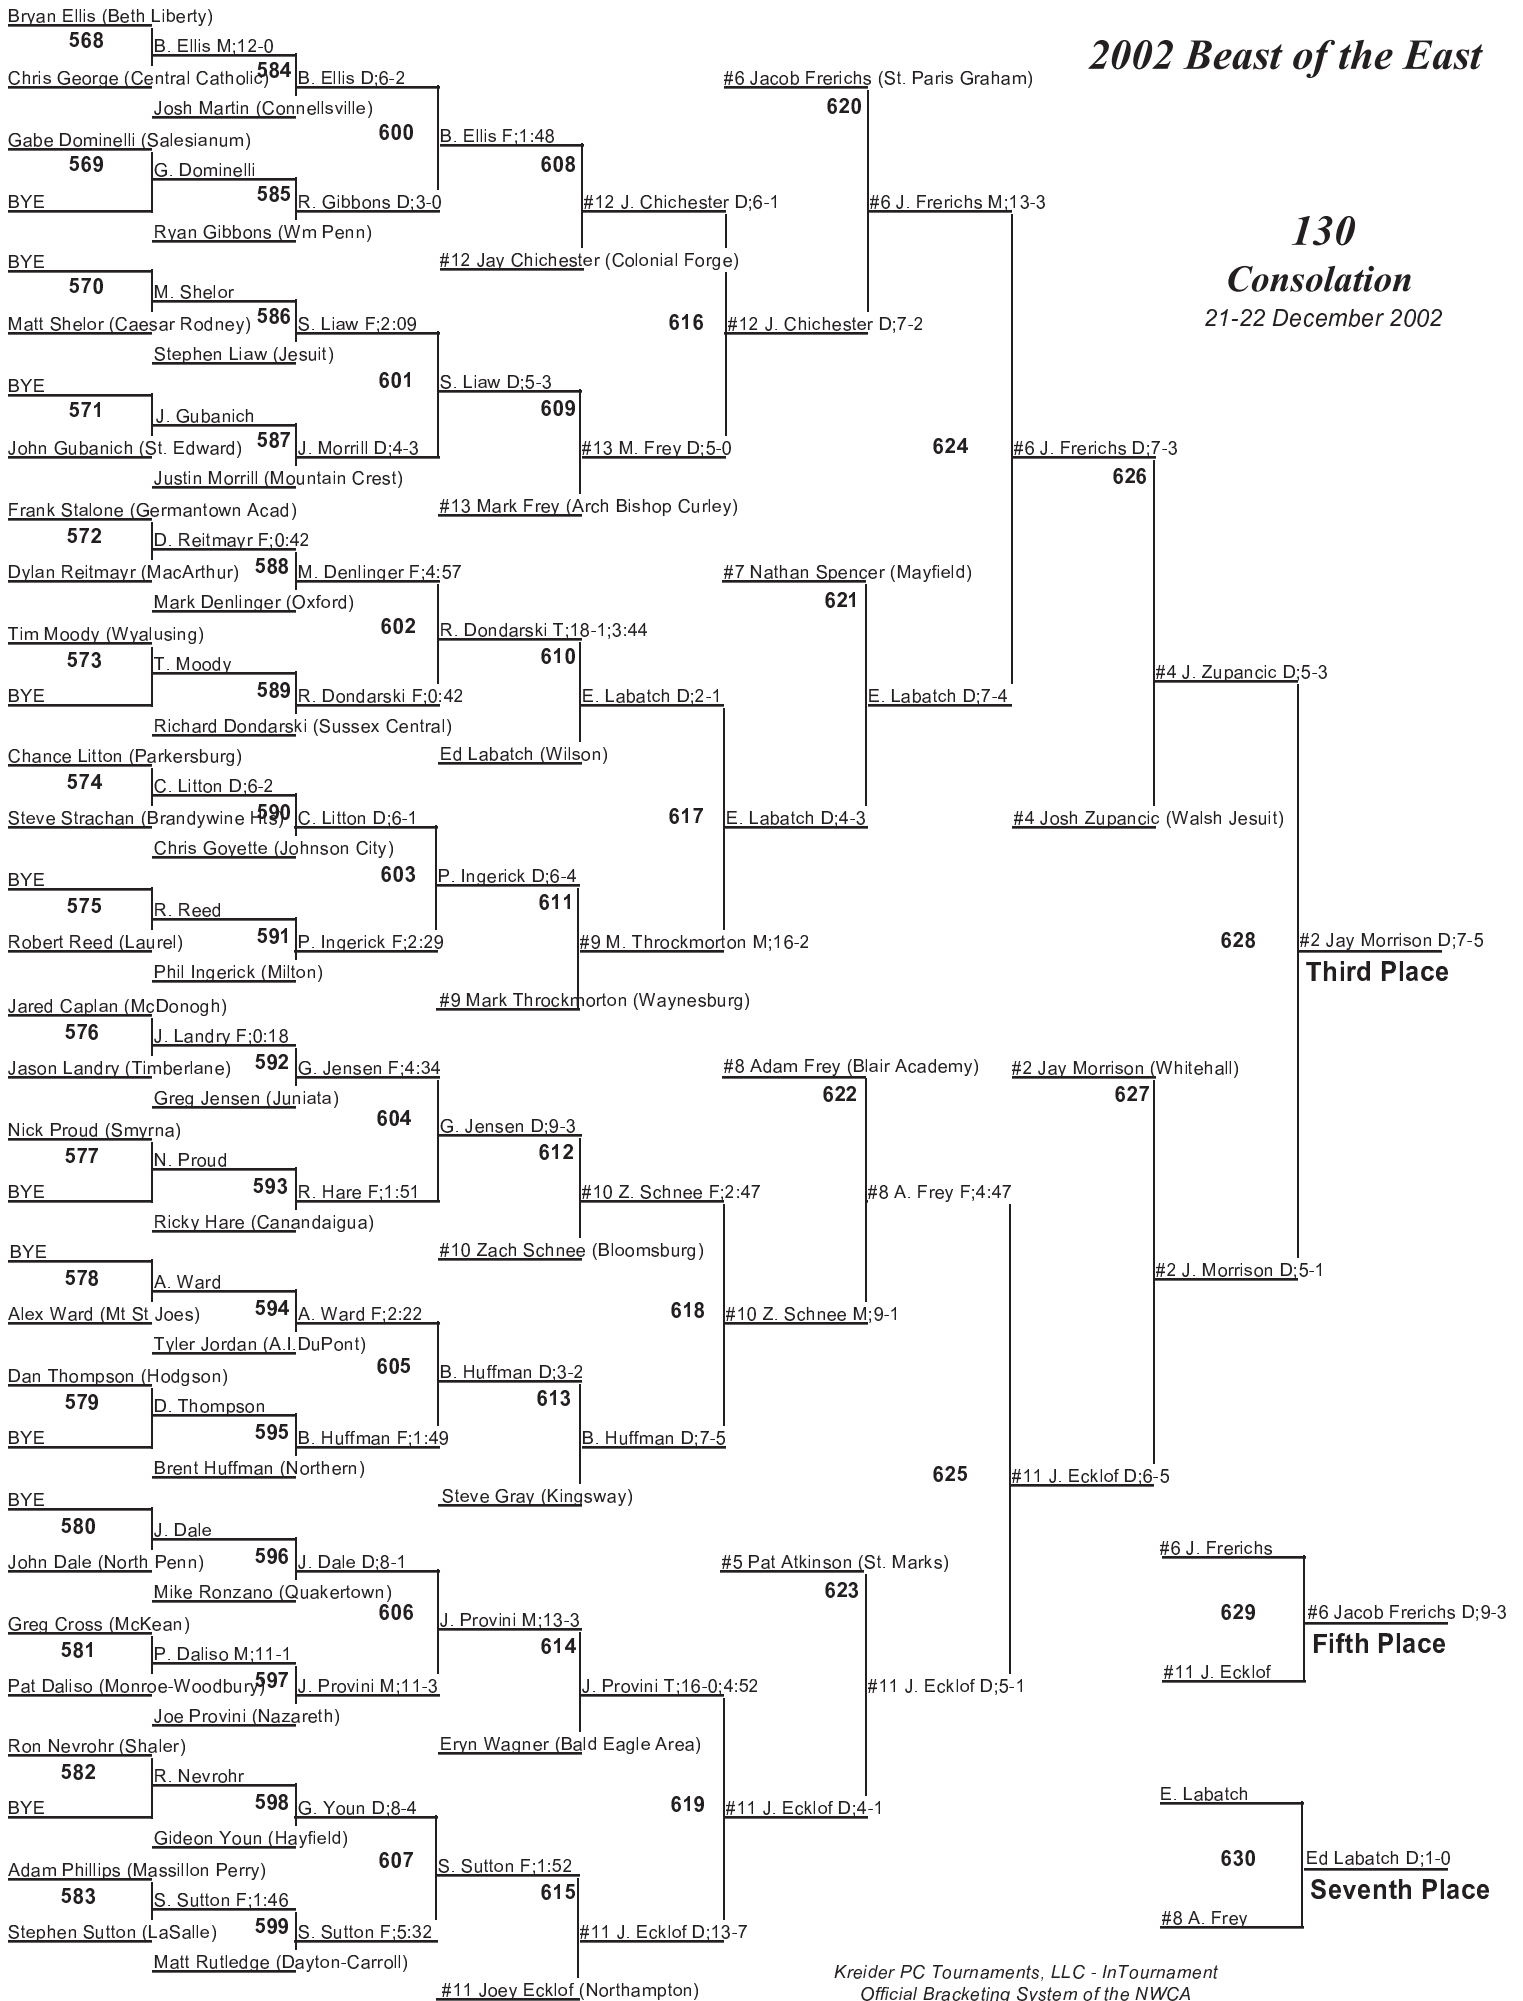 2002 Beast of the East
130
Consolation
21-22 December 2002
Bryan Ellis (Beth Liberty)
568
B. Ellis M;12-0
Chris George (Central Catholic)
584
B. Ellis D;6-2
Josh Martin (Connellsville)
600
Gabe Dominelli (Salesianum)
B. Ellis F;1:48
569
G. Dominelli
608
585
BYE
R. Gibbons D;3-0
#12 J. Chichester D;6-1
Ryan Gibbons (Wm Penn)
BYE
#12 Jay Chichester (Colonial Forge)
570
M. Shelor
586
Matt Shelor (Caesar Rodney)
S. Liaw F;2:09
616
#12 J. Chichester D;7-2
Stephen Liaw (Jesuit)
601
BYE
S. Liaw D;5-3
571
609
J. Gubanich
587
John Gubanich (St. Edward)
J. Morrill D;4-3
#13 M. Frey D;5-0
Justin Morrill (Mountain Crest)
#13 Mark Frey (Arch Bishop Curley)
#6 Jacob Frerichs (St. Paris Graham)
620
#6 J. Frerichs M;13-3
624
#6 J. Frerichs D;7-3
626
Frank Stalone (Germantown Acad)
572
D. Reitmayr F;0:42
Dylan Reitmayr (MacArthur)
588
M. Denlinger F;4:57
#7 Nathan Spencer (Mayfield)
Mark Denlinger (Oxford)
621
602
Tim Moody (Wyalusing)
R. Dondarski T;18-1;3:44
573
T. Moody
610
589
BYE
R. Dondarski F;0:42
E. Labatch D;2-1
E. Labatch D;7-4
#4 J. Zupancic D;5-3
Richard Dondarski (Sussex Central)
Chance Litton (Parkersburg)
Ed Labatch (Wilson)
574
C. Litton D;6-2
590
Steve Strachan (Brandywine Hts)
C. Litton D;6-1
617
E. Labatch D;4-3
#4 Josh Zupancic (Walsh Jesuit)
Chris Goyette (Johnson City)
603
BYE
P. Ingerick D;6-4
575
611
R. Reed
591
Robert Reed (Laurel)
P. Ingerick F;2:29
#9 M. Throckmorton M;16-2
628
#2 Jay Morrison D;7-5
Third Place
Phil Ingerick (Milton)
#9 Mark Throckmorton (Waynesburg)
Jared Caplan (McDonogh)
576
J. Landry F;0:18
592
Jason Landry (Timberlane)
G. Jensen F;4:34
#8 Adam Frey (Blair Academy)
#2 Jay Morrison (Whitehall)
Greg Jensen (Juniata)
622
627
604
Nick Proud (Smyrna)
G. Jensen D;9-3
577
N. Proud
612
593
BYE
R. Hare F;1:51
#10 Z. Schnee F;2:47
#8 A. Frey F;4:47
Ricky Hare (Canandaigua)
BYE
#10 Zach Schnee (Bloomsburg)
578
A. Ward
#2 J. Morrison D;5-1
594
Alex Ward (Mt St Joes)
A. Ward F;2:22
618
#10 Z. Schnee M;9-1
Tyler Jordan (A.I.DuPont)
605
Dan Thompson (Hodgson)
B. Huffman D;3-2
579
D. Thompson
613
595
BYE
B. Huffman F;1:49
B. Huffman D;7-5
Brent Huffman (Northern)
625
#11 J. Ecklof D;6-5
BYE
Steve Gray (Kingsway)
580
J. Dale
596
John Dale (North Penn)
J. Dale D;8-1
#5 Pat Atkinson (St. Marks)
Mike Ronzano (Quakertown)
623
606
Greg Cross (McKean)
J. Provini M;13-3
581
P. Daliso M;11-1
614
597
Pat Daliso (Monroe-Woodbury)
J. Provini M;11-3
J. Provini T;16-0;4:52
#11 J. Ecklof D;5-1
Joe Provini (Nazareth)
Ron Nevrohr (Shaler)
Eryn Wagner (Bald Eagle Area)
582
R. Nevrohr
598
BYE
G. Youn D;8-4
619
#11 J. Ecklof D;4-1
Gideon Youn (Hayfield)
607
Adam Phillips (Massillon Perry)
S. Sutton F;1:52
583
S. Sutton F;1:46
615
599
Stephen Sutton (LaSalle)
S. Sutton F;5:32
#11 J. Ecklof D;13-7
Matt Rutledge (Dayton-Carroll)
#11 Joey Ecklof (Northampton)
#6 J. Frerichs
629
#6 Jacob Frerichs D;9-3
Fifth Place
#11 J. Ecklof
E. Labatch
630
Ed Labatch D;1-0
Seventh Place
#8 A. Frey
Kreider PC Tournaments, LLC - InTournament
Official Bracketing System of the NWCA